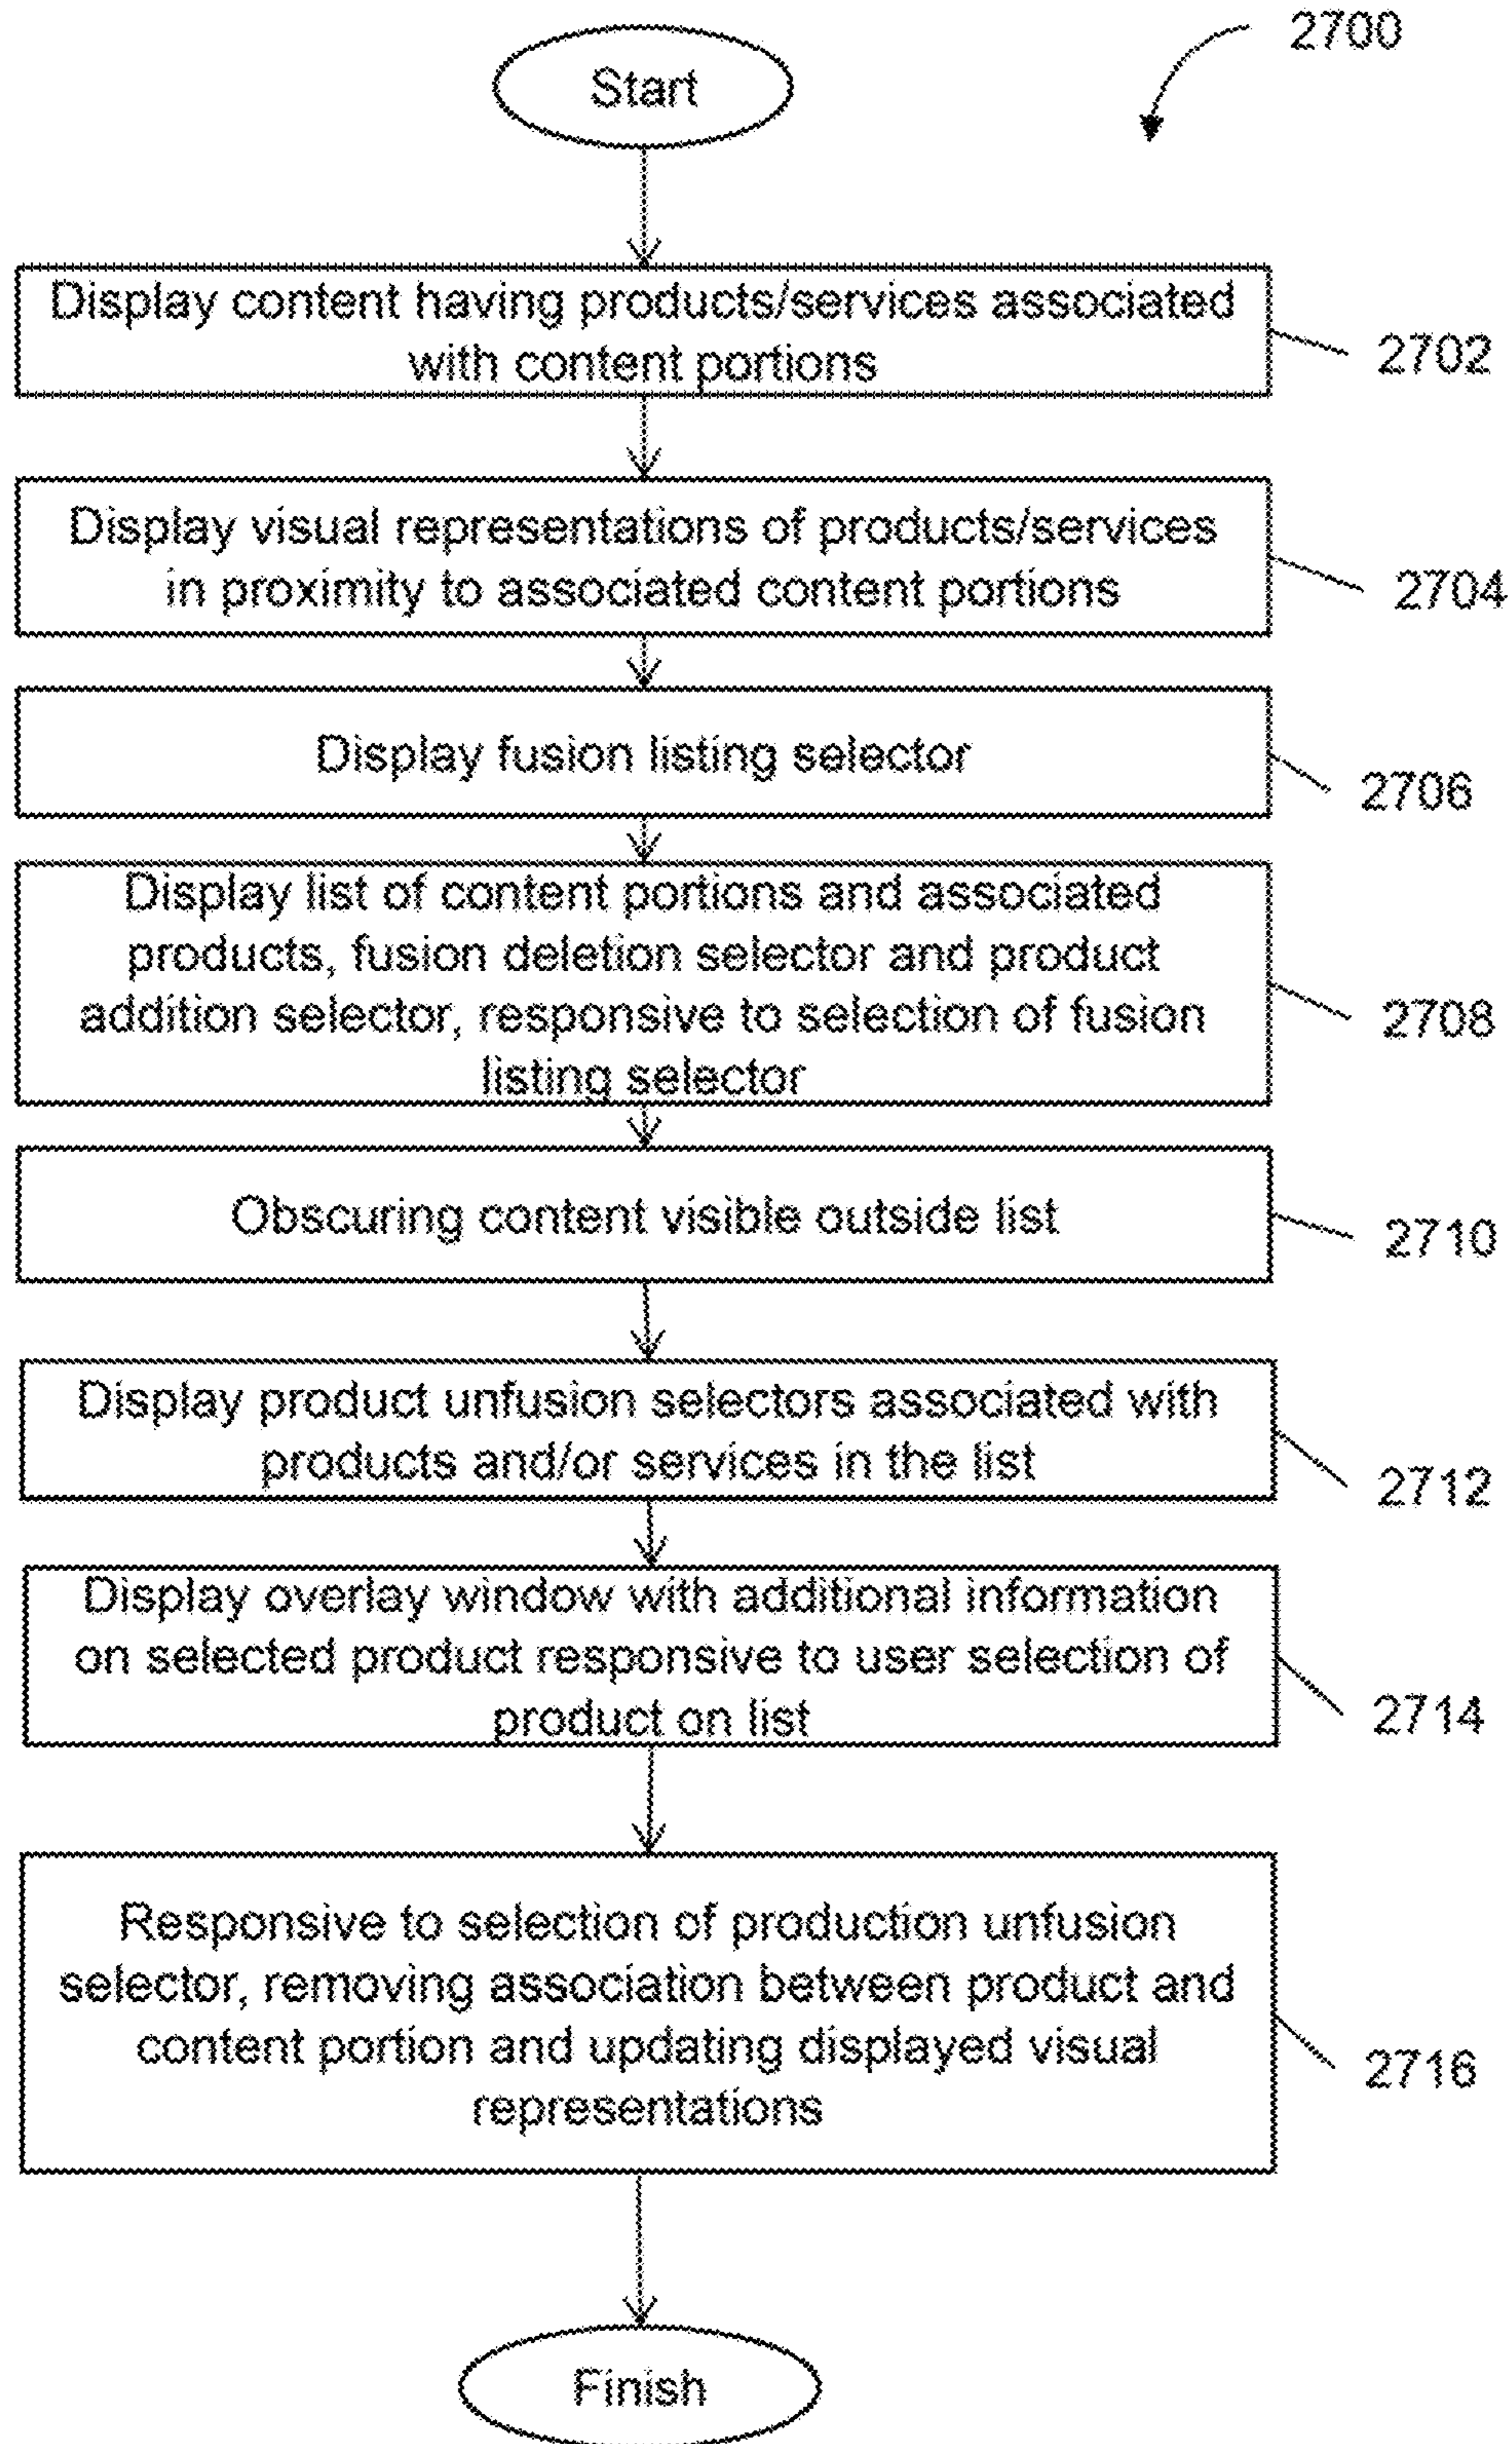 2700
Start
Display content having products/services associated
with content portions
2702
Display visual representations of products/services
in proximity to associated content portions
2704
Display fusion listing selector
2706
Display list of content portions and associated
products, fusion deletion selector and product
addition selector, responsive to selection of fusion
listing selector
2708
Obscuring content visible outside list
2710
Display product unfusion selectors associated with
products and/or services in the list
2712
Display overlay window with additional information
on selected product responsive to user selection of
product on list
2714
Responsive to selection of production unfusion
selector, removing association between product and
content portion and updating displayed visual
representations
2716
Finish